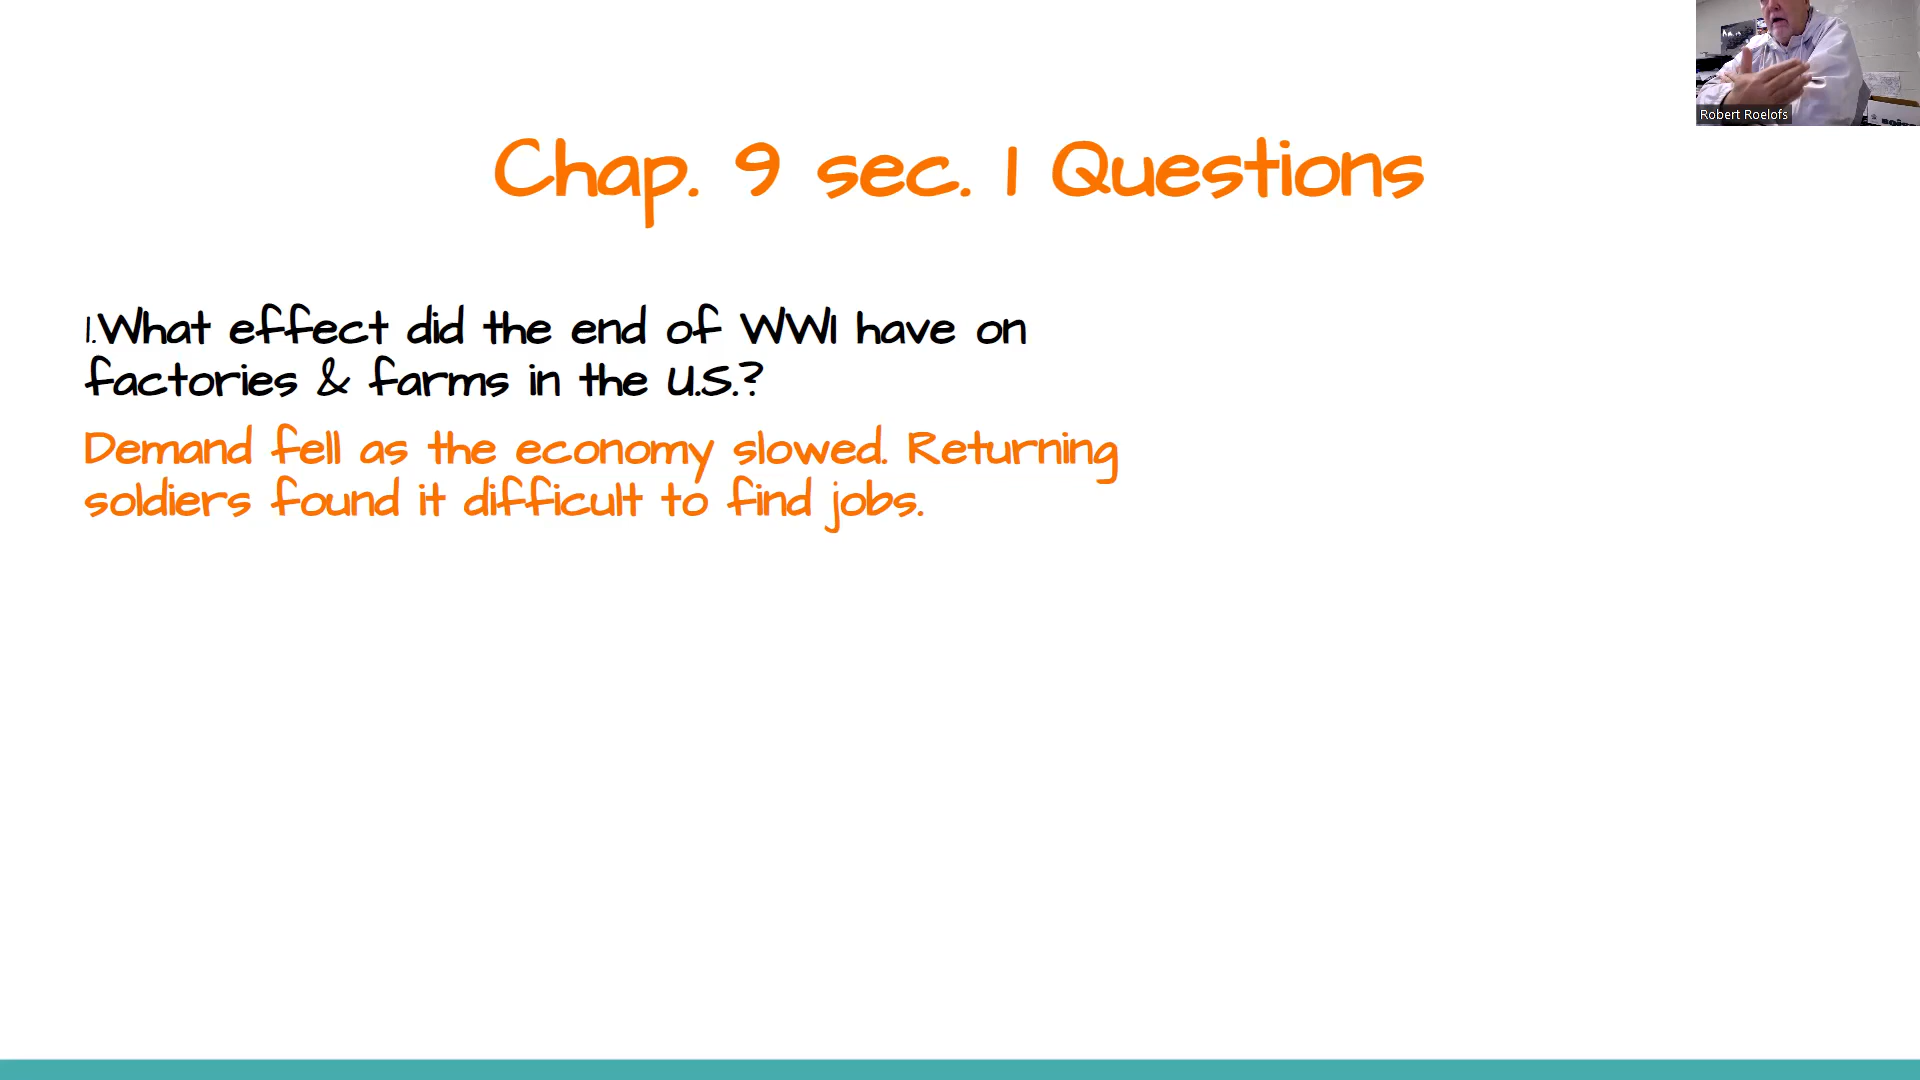 Robert Roelofs
Chap. 9 sec. 1 Questions
1.What effect did the end of WWI have on
factories & farms in the U.S.?
Demand fell as the economy slowed. Returning
soldiers found it difficult to find jobs.